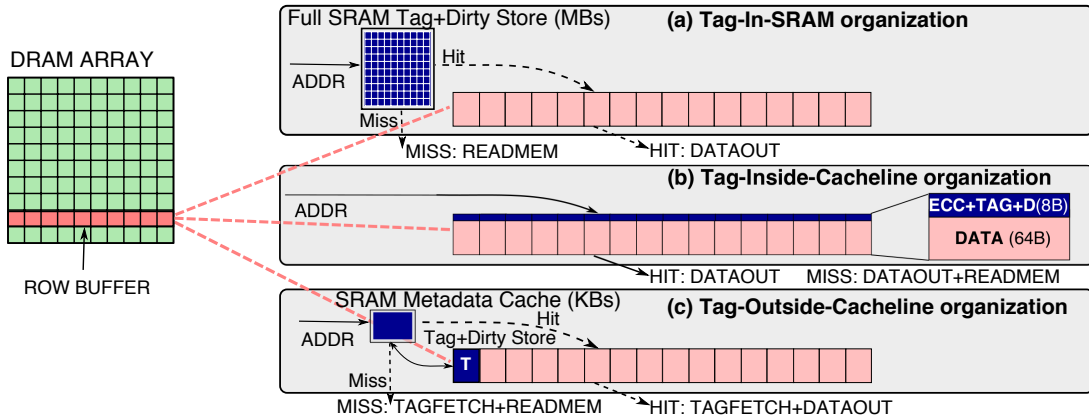 DRAM ARRAY
ROW BUFFER
Full SRAM Tag+Dirty Store (MBs)
(a) Tag-In-SRAM organization
ADDR
Hit
Miss
MISS: READMEM
HIT: DATAOUT
(b) Tag-Inside-Cacheline organization
ADDR
ECC+TAG+D(8B)
DATA (64B)
HIT: DATAOUT
MISS: DATAOUT+READMEM
SRAM Metadata Cache (KBs)
(c) Tag-Outside-Cacheline organization
Hit
ADDR
Tag+Dirty Store
T
Miss
MISS: TAGFETCH+READMEM
HIT: TAGFETCH+DATAOUT